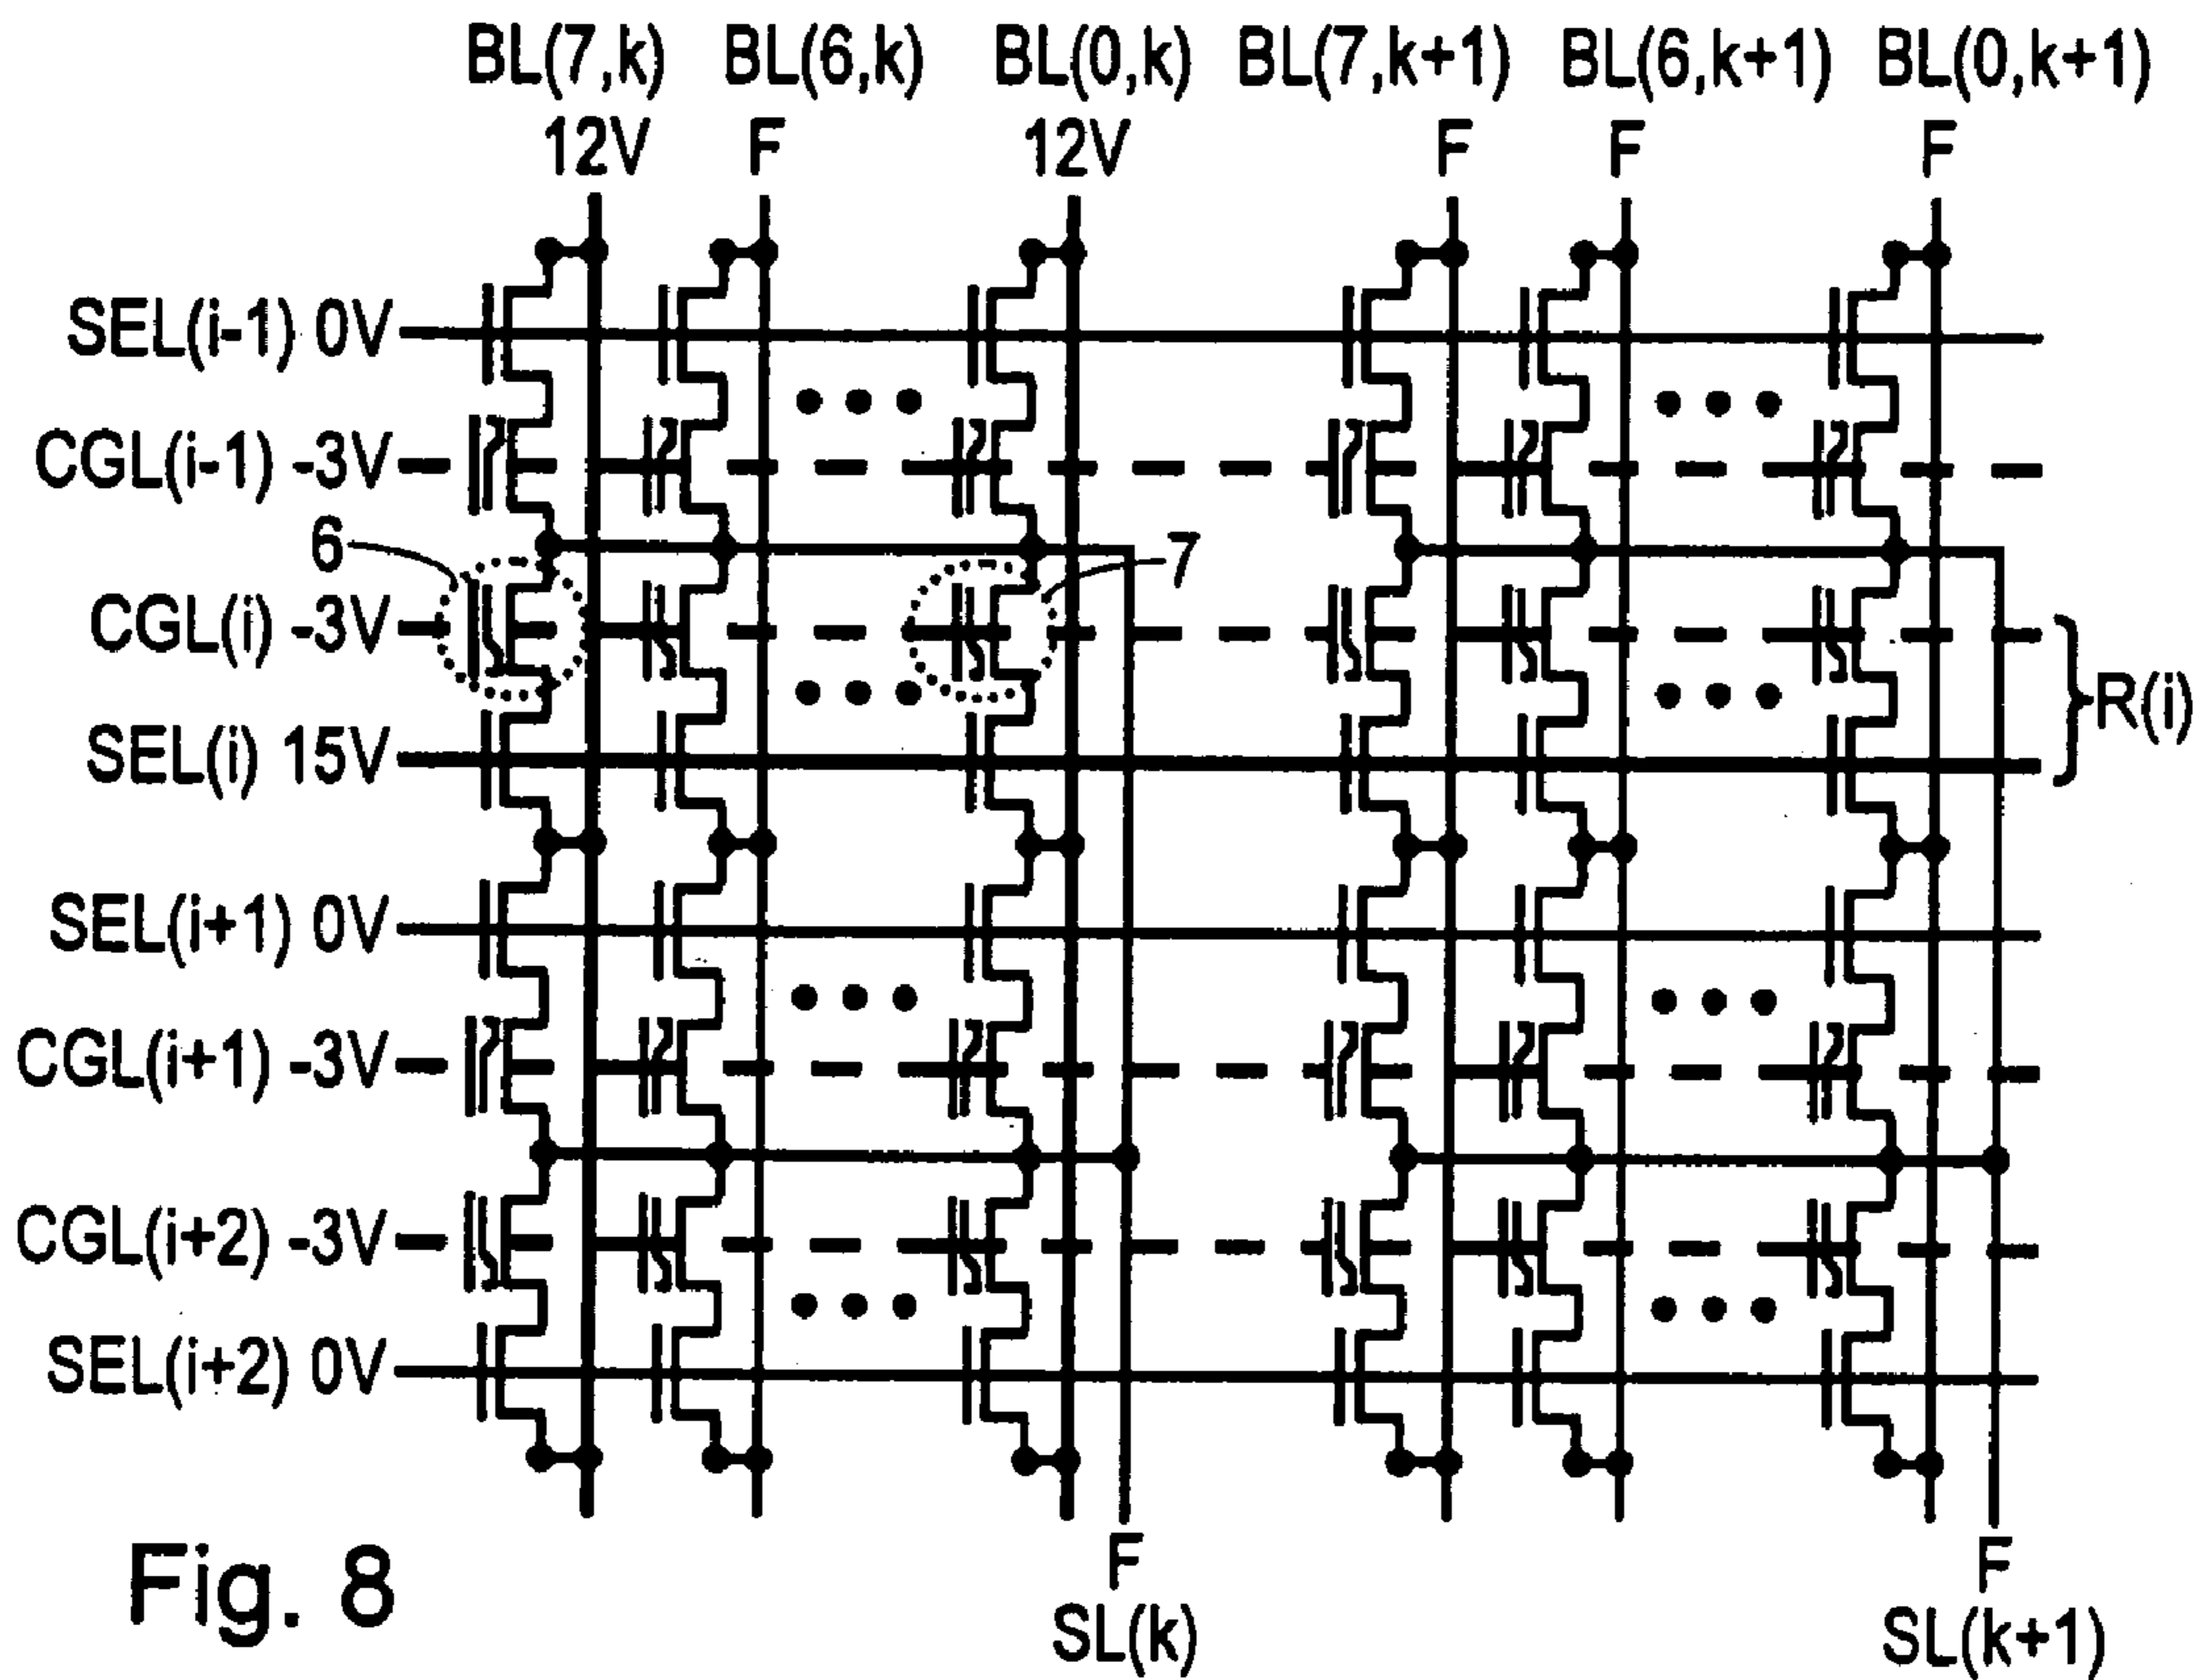 BL(7,k) BL(6,k) BL(0,k) BL(7,k+1) BL(6,k+1) BL(0,k+1)
12V F 12V F F F
SEL(i-1) 0V
CGL(i-1) -3V
6 7
CGL(i) -3V
R(i)
SEL(i) 15V
SEL(i+1) 0V
CGL(i+1) -3V
CGL(i+2) -3V
SEL(i+2) 0V
F F
SL(k) SL(k+1)
Fig. 8